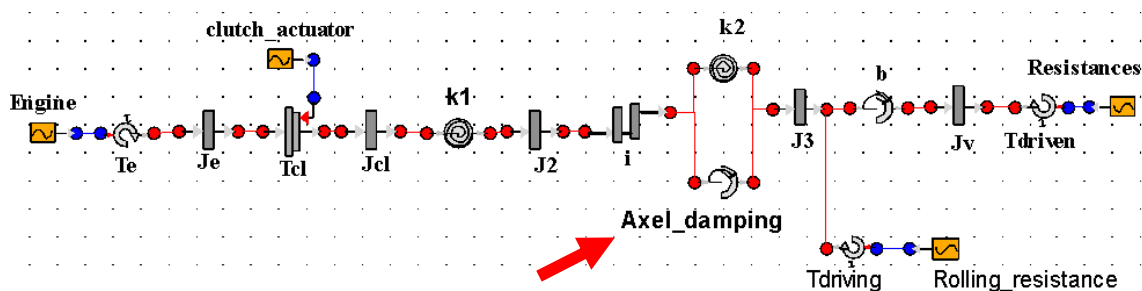 clutch_actuator
k2
k1
b
Resistances
Engine
Te
Je
Tcl
Jcl
J2
i
J3
Jv
Tdriven
Axel_damping
Tdriving
Rolling_resistance